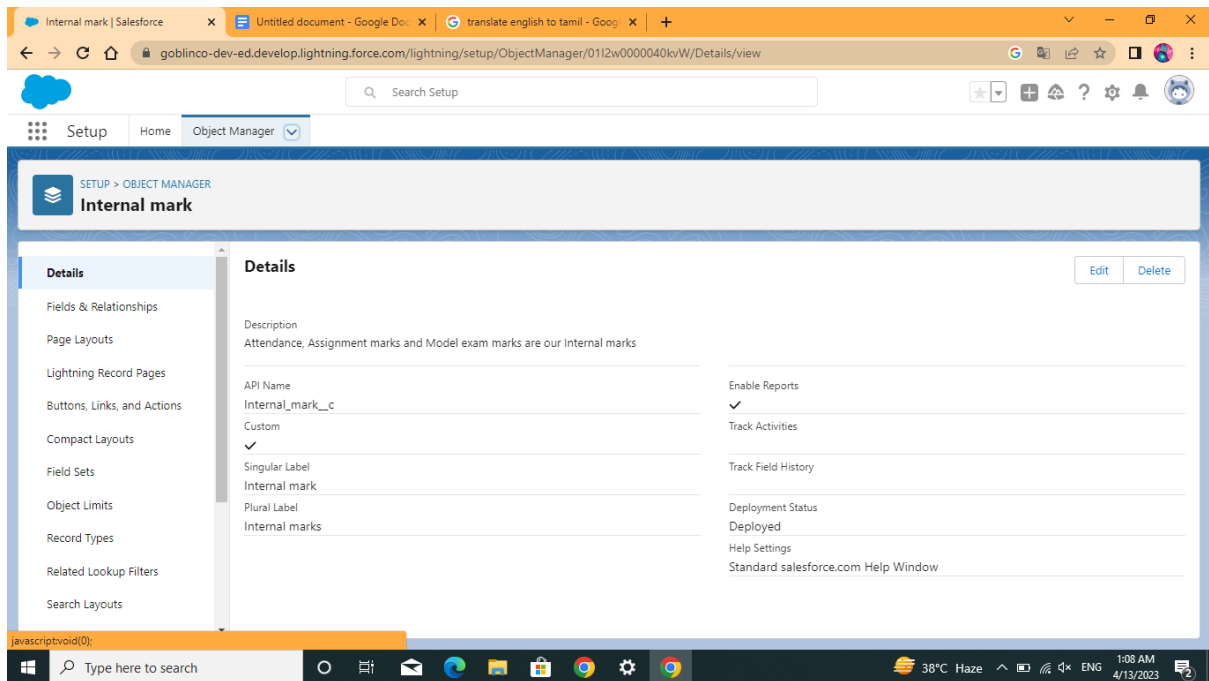 Internal mark | Salesforce
Untitled document - Google Doc
translate english to tamil - Googl
goblinco-dev-ed.develop.lightning.force.com/lightning/setup/ObjectManager/01I2w0000040kvW/Details/view
Search Setup
Setup
Home
Object Manager
SETUP > OBJECT MANAGER
Internal mark
Details
Fields & Relationships
Page Layouts
Lightning Record Pages
Buttons, Links, and Actions
Compact Layouts
Field Sets
Object Limits
Record Types
Related Lookup Filters
Search Layouts
Details
Edit
Delete
Description
Attendance, Assignment marks and Model exam marks are our Internal marks
API Name
Internal_mark__c
Custom
Singular Label
Internal mark
Plural Label
Internal marks
Enable Reports
Track Activities
Track Field History
Deployment Status
Deployed
Help Settings
Standard salesforce.com Help Window
javascript:void(0);
Type here to search
38°C Haze
ENG
1:08 AM
4/13/2023
2